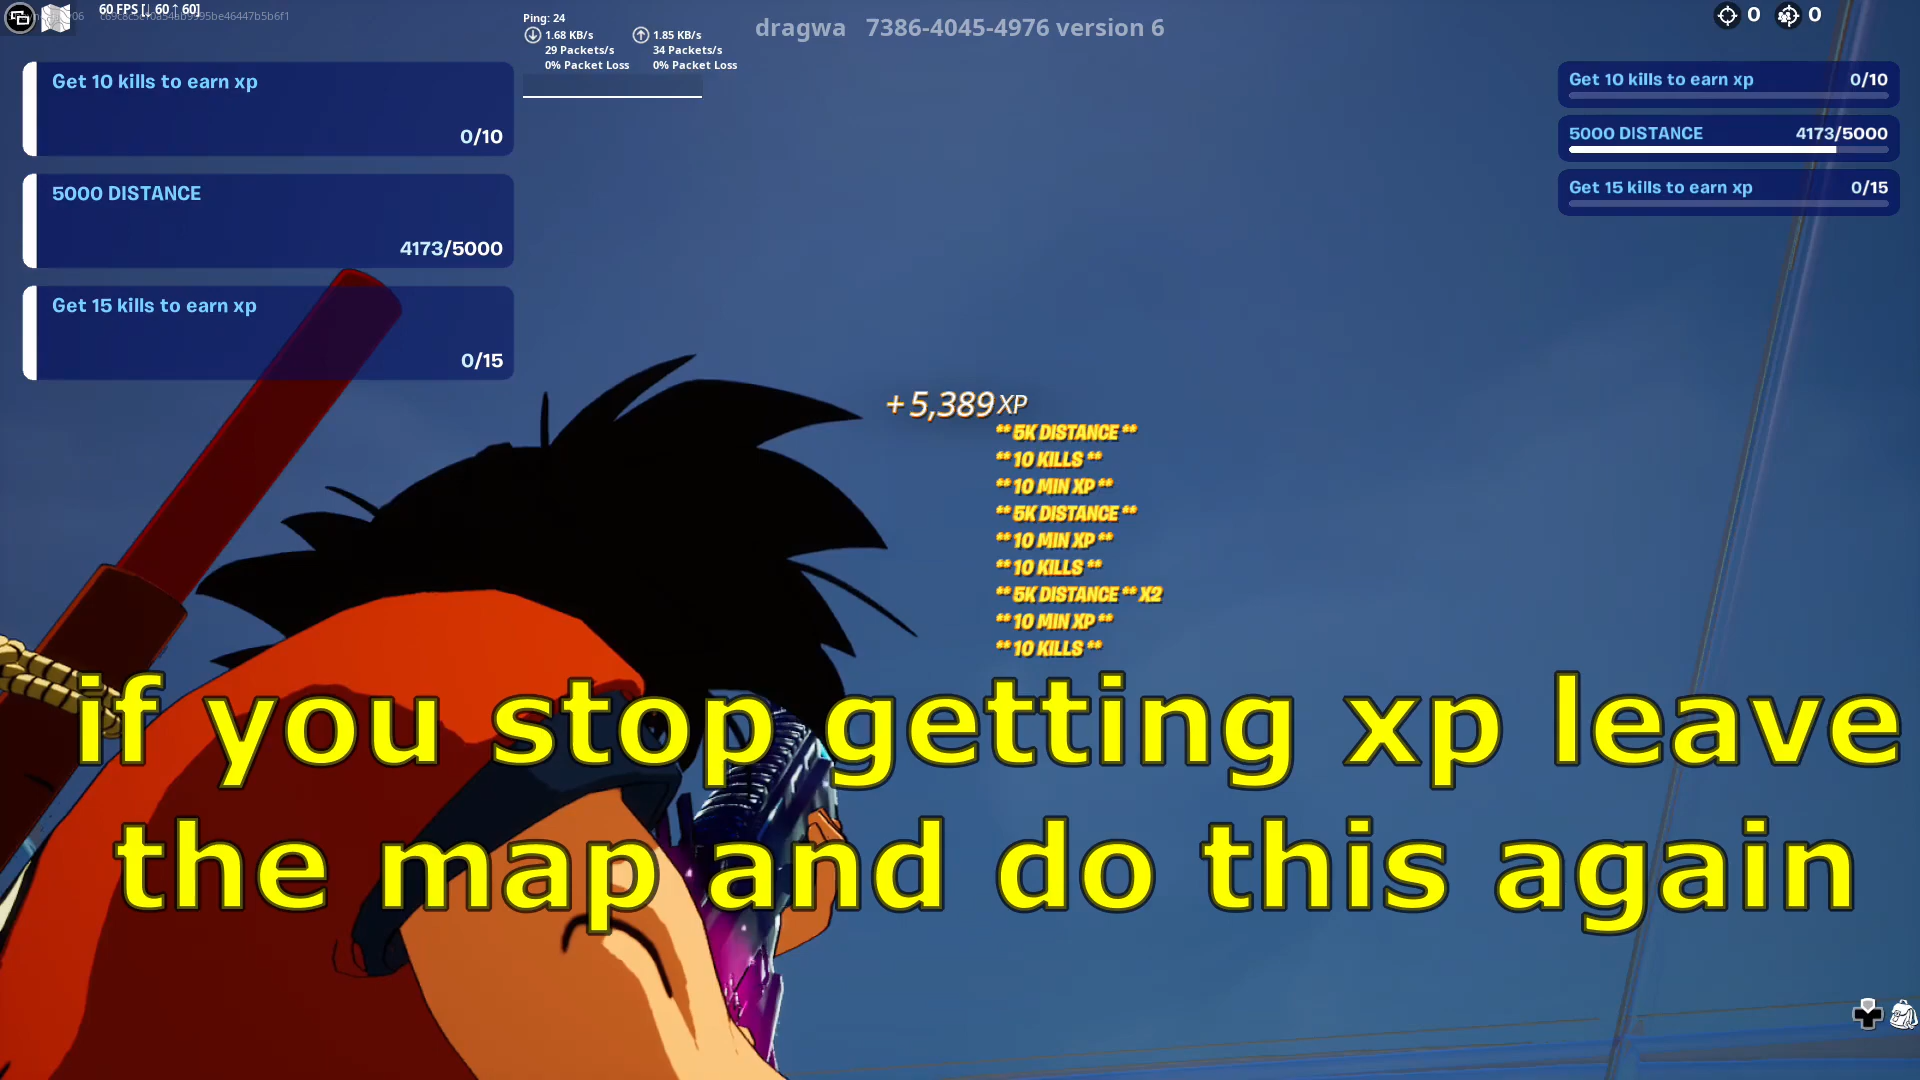 60 FPS [↓ 60 ↑ 60]
Ping: 24
1.68 KB/s
29 Packets/s
0% Packet Loss
1.85 KB/s
34 Packets/s
0% Packet Loss
dragwa 7386-4045-4976 version 6
0 0
Get 10 kills to earn xp
0/10
5000 DISTANCE
4173/5000
Get 15 kills to earn xp
0/15
Get 10 kills to earn xp 0/10
5000 DISTANCE 4173/5000
Get 15 kills to earn xp 0/15
+5,389 XP
** 5K DISTANCE **
** 10 KILLS **
** 10 MIN XP **
** 5K DISTANCE **
** 10 MIN XP **
** 10 KILLS **
** 5K DISTANCE ** X2
** 10 MIN XP **
** 10 KILLS **
if you stop getting xp leave
the map and do this again